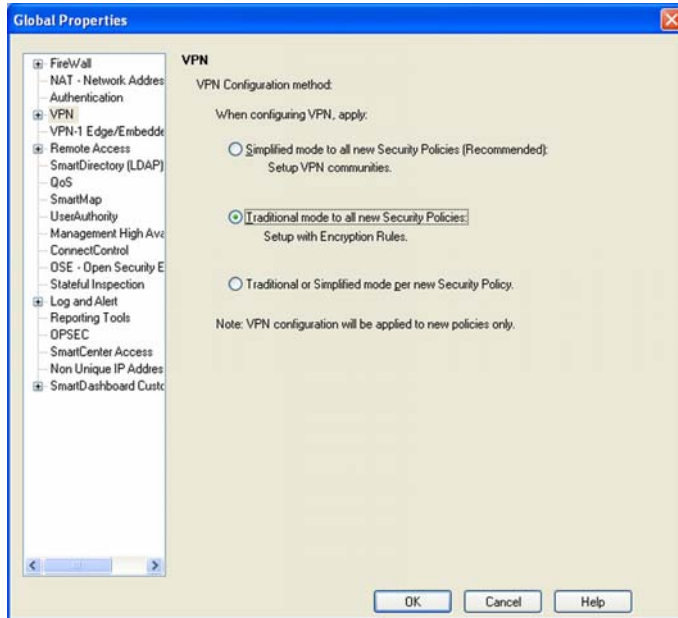 Global Properties
FireWall
NAT - Network Addres
Authentication
VPN
VPN-1 Edge/Embedde
Remote Access
SmartDirectory (LDAP)
QoS
SmartMap
UserAuthority
Management High Ava
ConnectControl
OSE - Open Security E
Stateful Inspection
Log and Alert
Reporting Tools
OPSEC
SmartCenter Access
Non Unique IP Addres
SmartDashboard Custo
VPN
VPN Configuration method:
When configuring VPN, apply:
Simplified mode to all new Security Policies (Recommended):
Setup VPN communities.
Traditional mode to all new Security Policies:
Setup with Encryption Rules.
Traditional or Simplified mode per new Security Policy.
Note: VPN configuration will be applied to new policies only.
OK
Cancel
Help